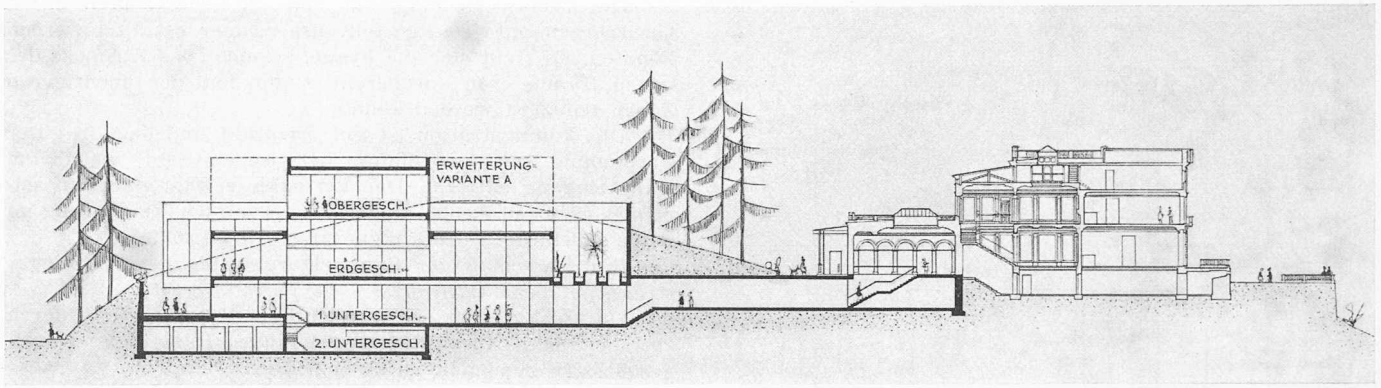 ERWEITERUNG-
VARIANTE A
OBERGESCH.
ERDGESCH.
1. UNTERGESCH.
2. UNTERGESCH.